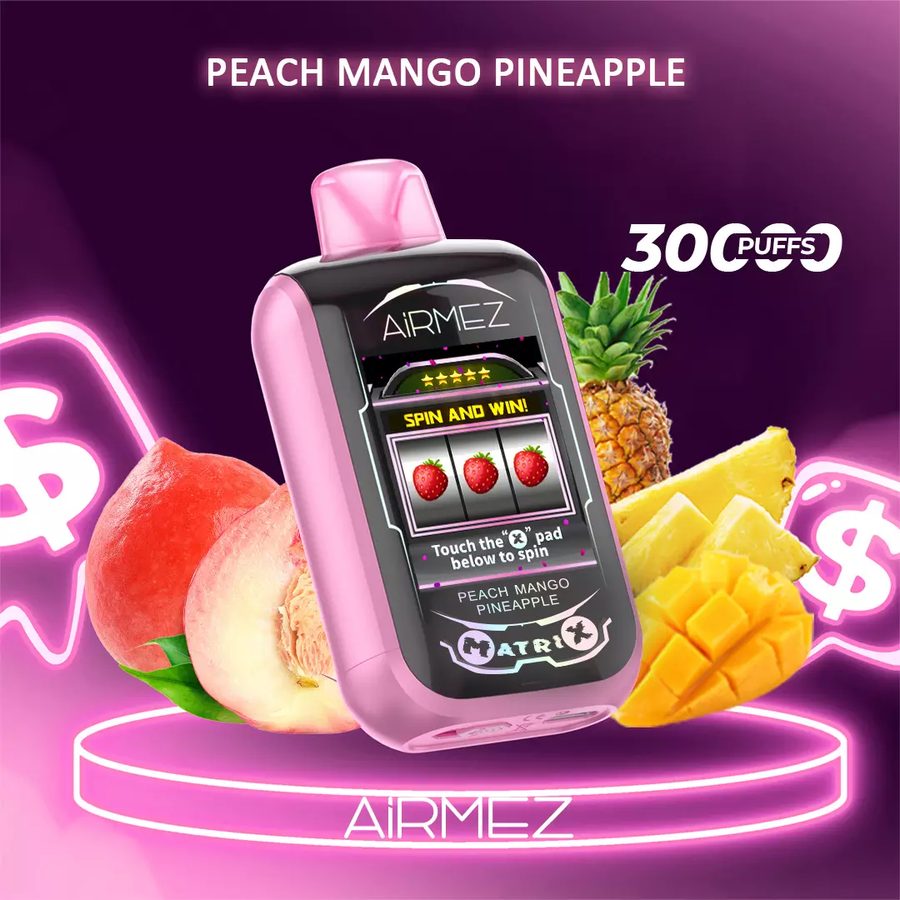 PEACH MANGO PINEAPPLE
30000
PUFFS
AiRMEZ
SPIN AND WIN!
Touch the "X" pad
below to spin
PEACH MANGO
PINEAPPLE
MATRiX
AiRMEZ
$
$